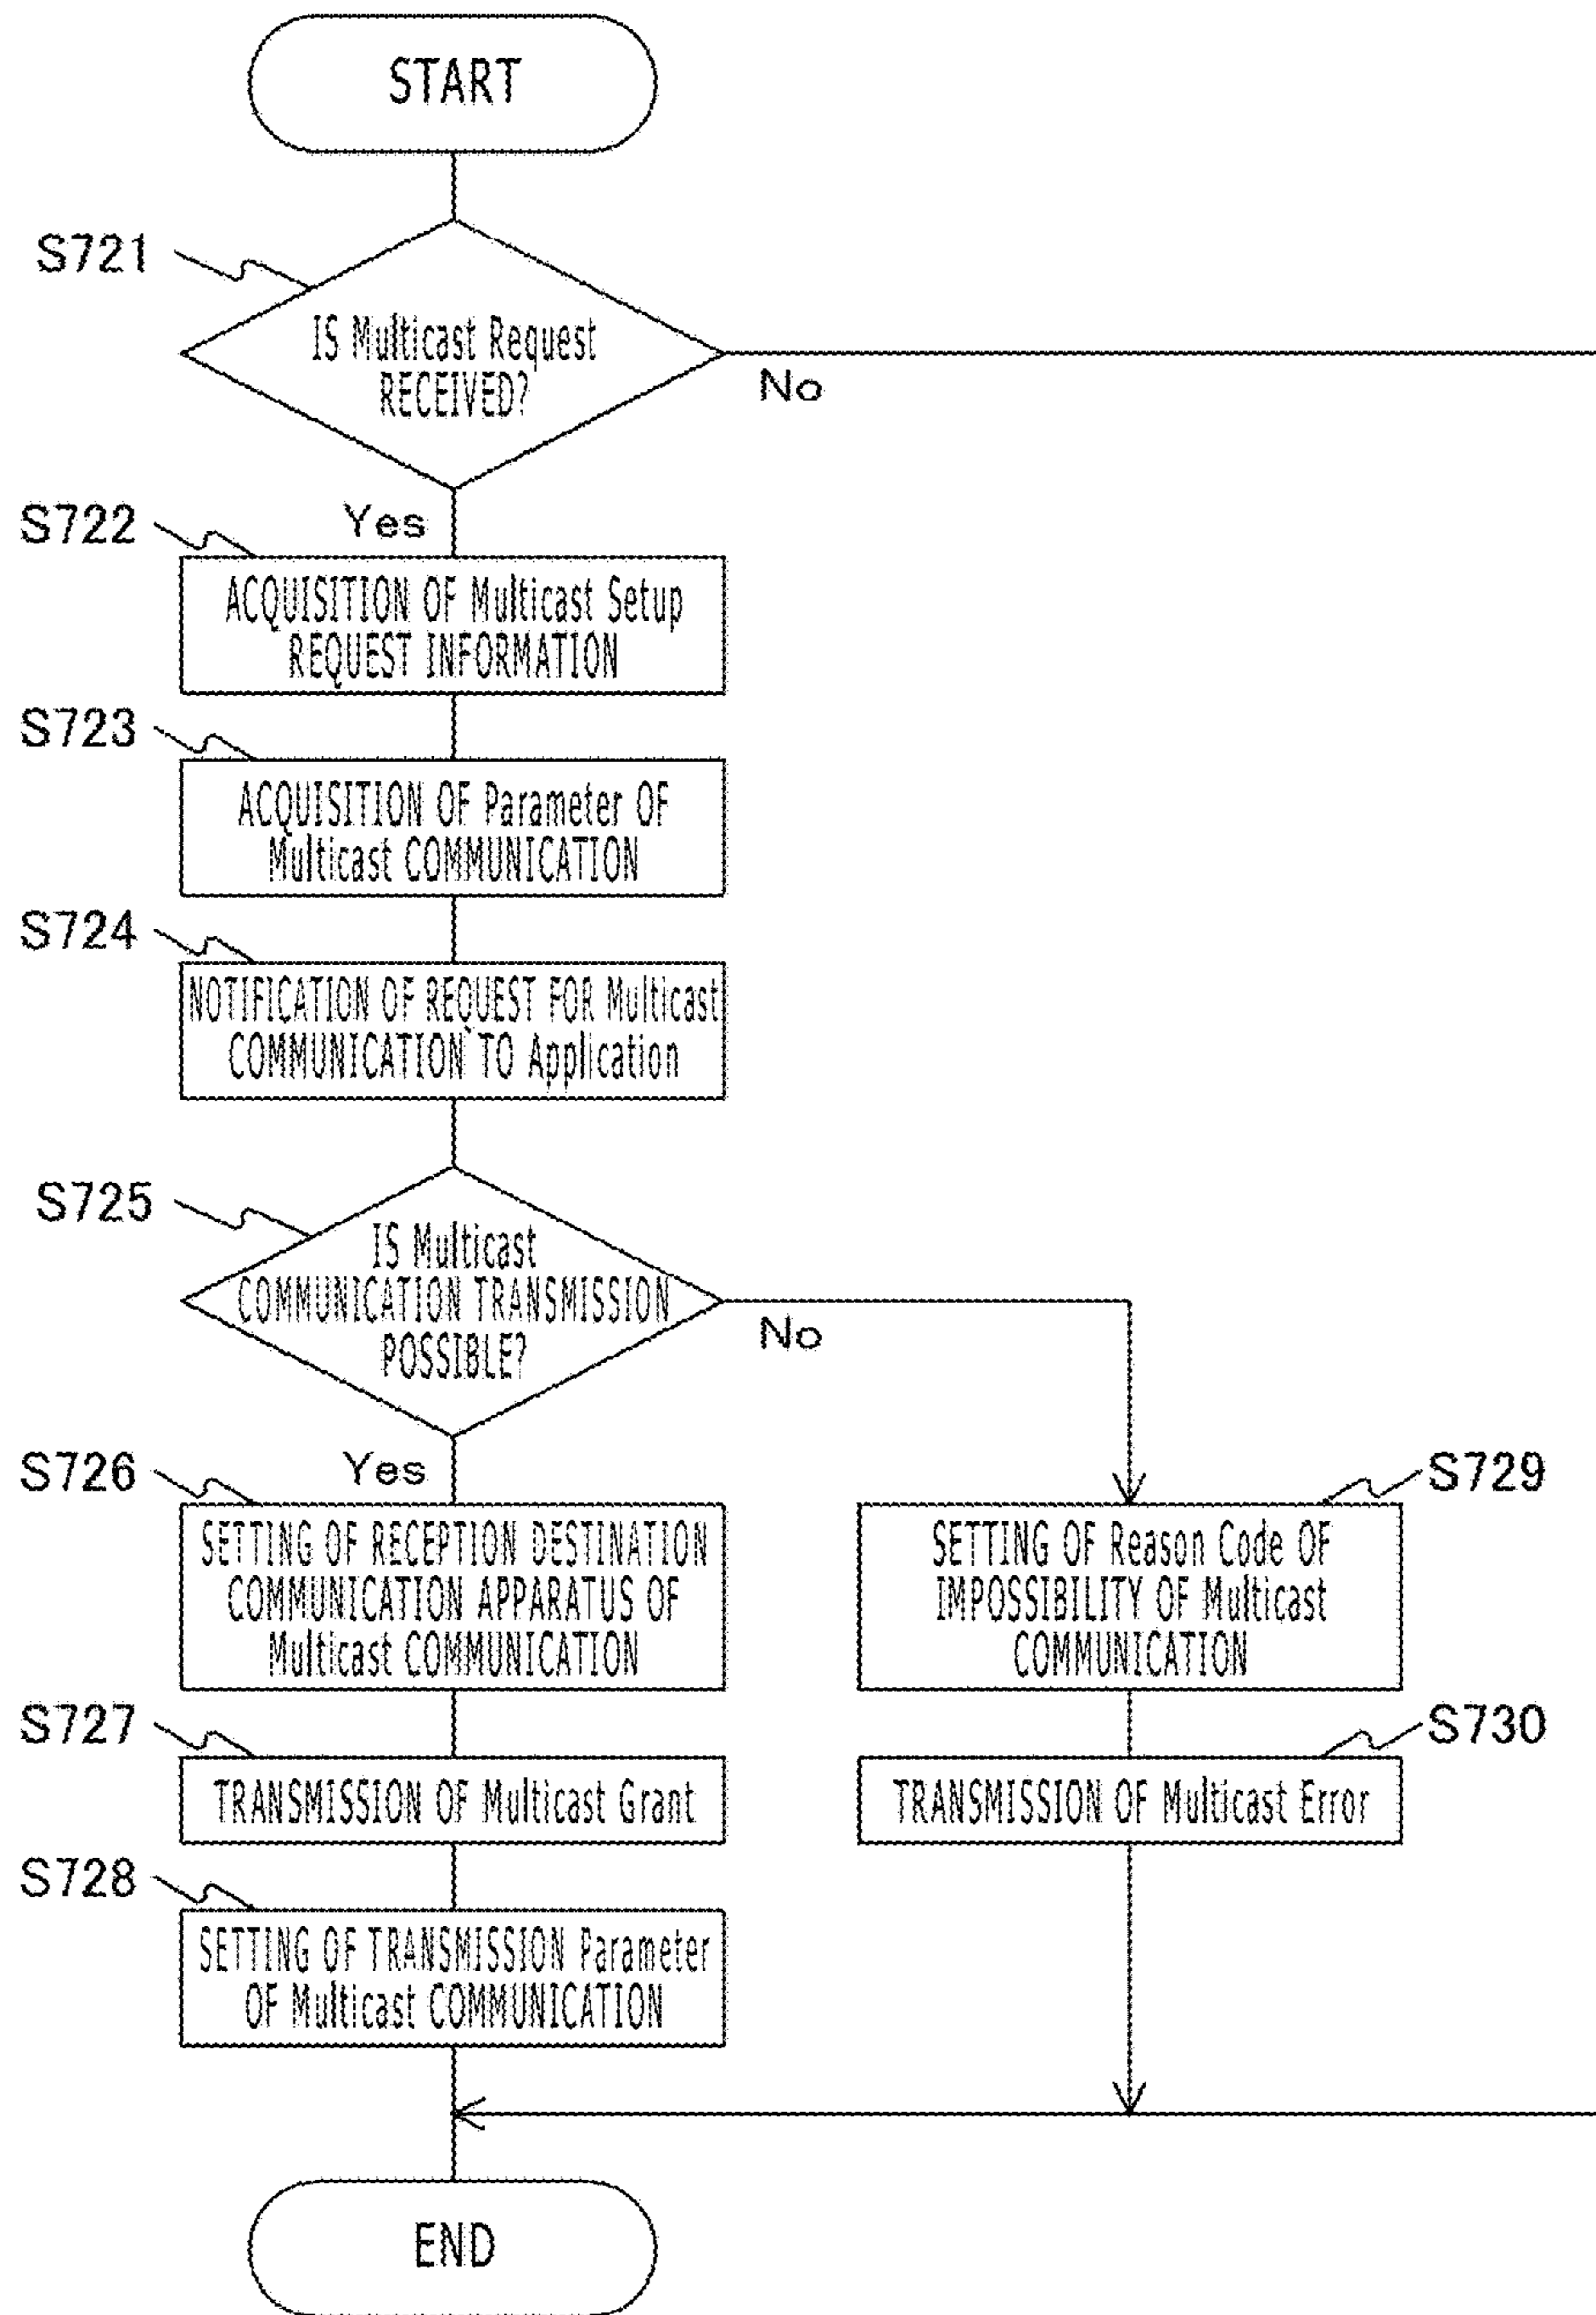 START
S721
IS Multicast Request
RECEIVED?
No
Yes
S722
ACQUISITION OF Multicast Setup
REQUEST INFORMATION
S723
ACQUISITION OF Parameter OF
Multicast COMMUNICATION
S724
NOTIFICATION OF REQUEST FOR Multicast
COMMUNICATION TO Application
S725
IS Multicast
COMMUNICATION TRANSMISSION
POSSIBLE?
No
Yes
S726
SETTING OF RECEPTION DESTINATION
COMMUNICATION APPARATUS OF
Multicast COMMUNICATION
S729
SETTING OF Reason Code OF
IMPOSSIBILITY OF Multicast
COMMUNICATION
S727
TRANSMISSION OF Multicast Grant
S730
TRANSMISSION OF Multicast Error
S728
SETTING OF TRANSMISSION Parameter
OF Multicast COMMUNICATION
END